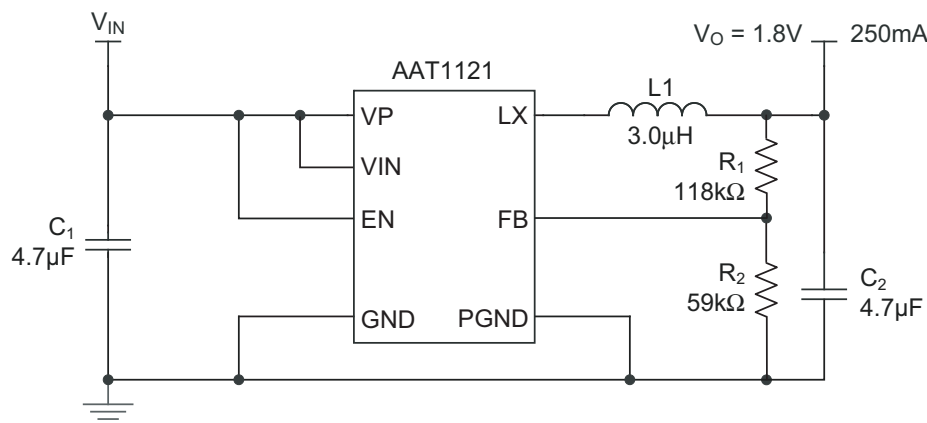 V_IN
V_O = 1.8V
250mA
AAT1121
L1
VP
LX
3.0μH
VIN
R_1
118kΩ
EN
FB
C_1
4.7μF
R_2
59kΩ
C_2
4.7μF
GND
PGND